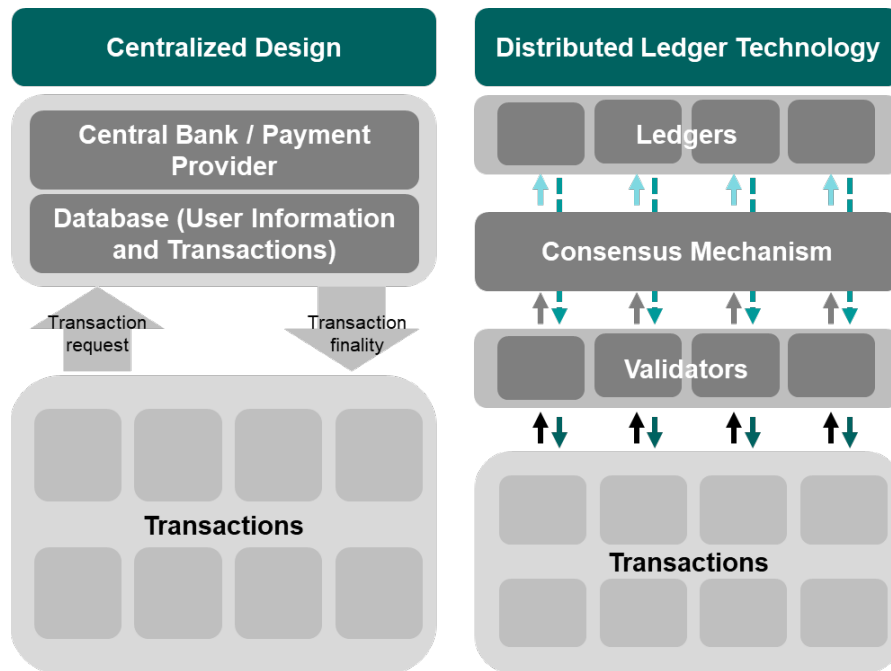 Centralized Design
Central Bank / Payment
Provider
Database (User Information
and Transactions)
Transaction
request
Transaction
finality
Transactions
Distributed Ledger Technology
Ledgers
Consensus Mechanism
Validators
Transactions